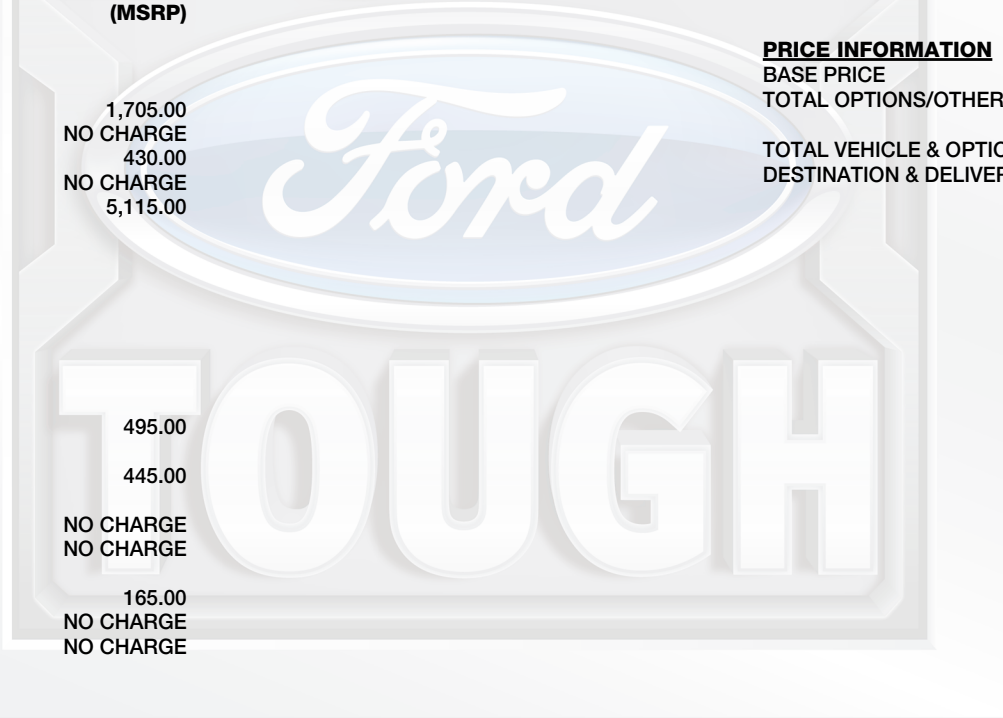 (MSRP)
1,705.00
NO CHARGE
430.00
NO CHARGE
5,115.00
495.00
445.00
NO CHARGE
NO CHARGE
165.00
NO CHARGE
NO CHARGE
PRICE INFORMATION
BASE PRICE
TOTAL OPTIONS/OTHER
TOTAL VEHICLE & OPTIO
DESTINATION & DELIVER
Ford
TOUGH